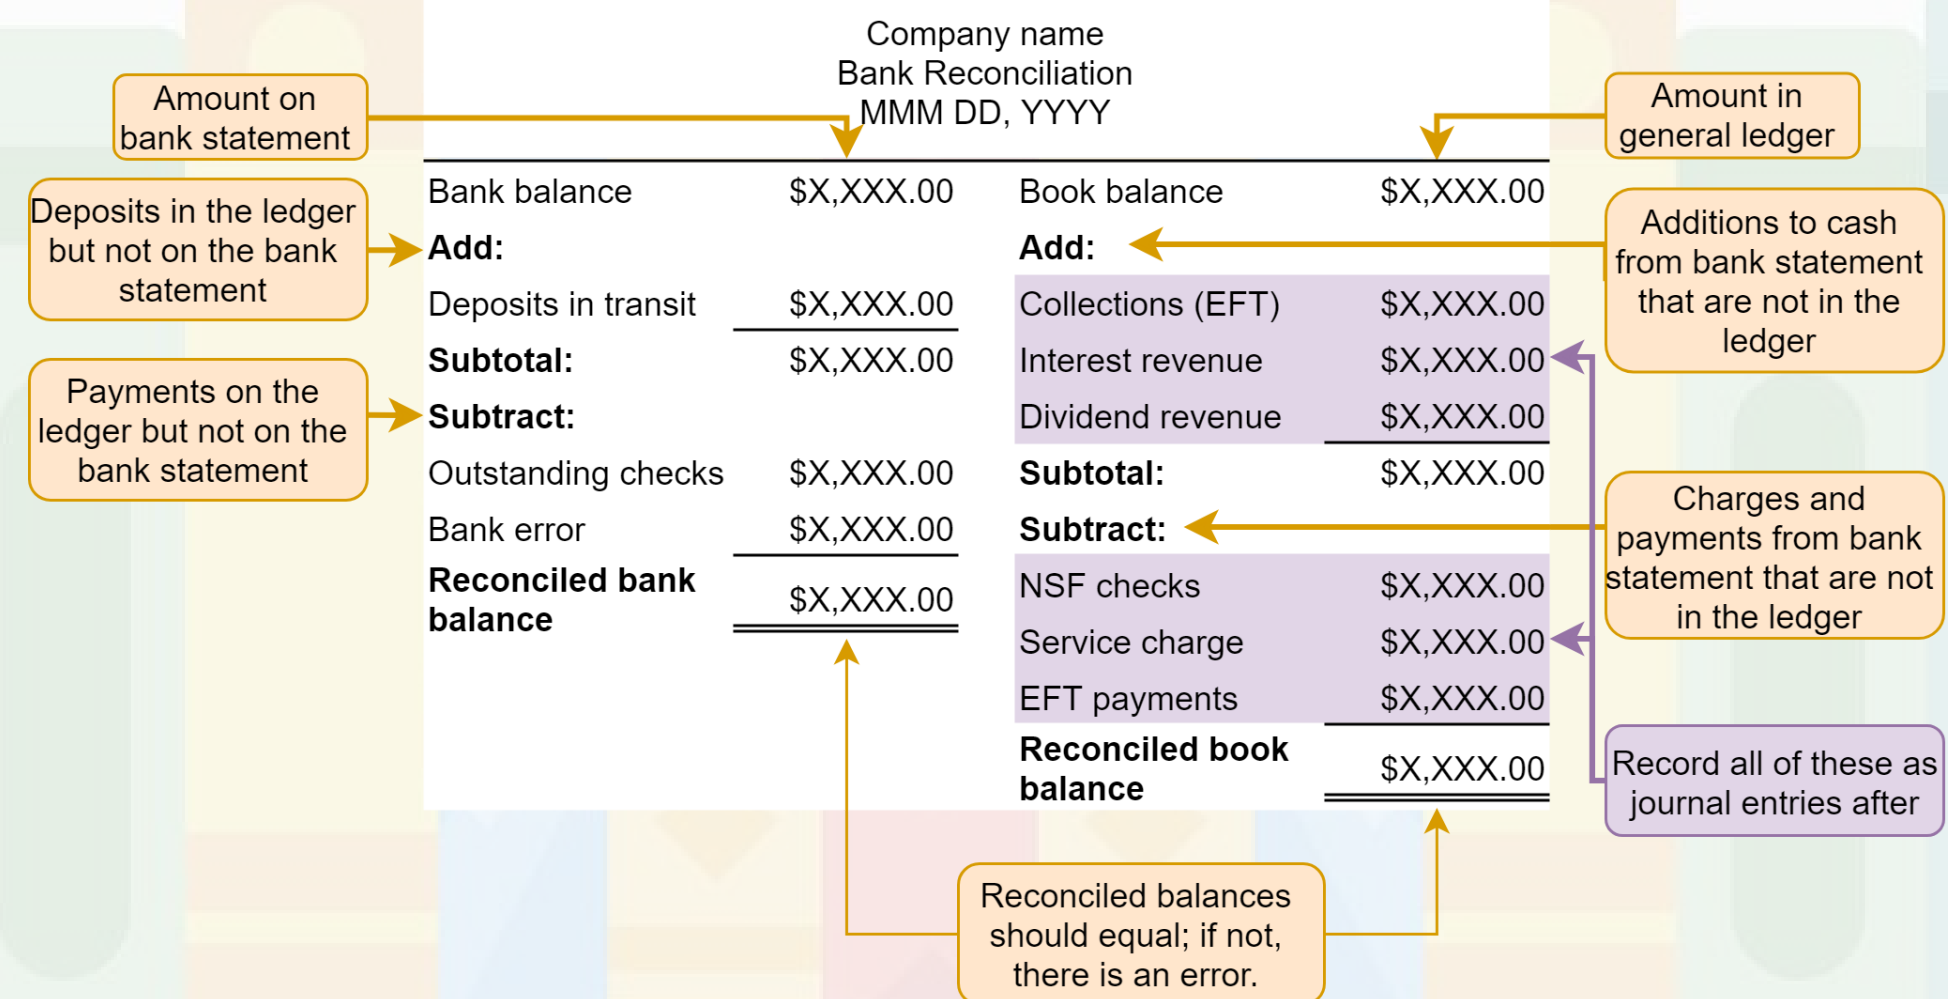 Company name
Bank Reconciliation
MMM DD, YYYY
Amount on
bank statement
Amount in
general ledger
Deposits in the ledger
but not on the bank
statement
Payments on the
ledger but not on the
bank statement
Bank balance $X,XXX.00
Add:
Deposits in transit $X,XXX.00
Subtotal: $X,XXX.00
Subtract:
Outstanding checks $X,XXX.00
Bank error $X,XXX.00
Reconciled bank
balance $X,XXX.00
Book balance $X,XXX.00
Add:
Collections (EFT) $X,XXX.00
Interest revenue $X,XXX.00
Dividend revenue $X,XXX.00
Subtotal: $X,XXX.00
Subtract:
NSF checks $X,XXX.00
Service charge $X,XXX.00
EFT payments $X,XXX.00
Reconciled book
balance $X,XXX.00
Additions to cash
from bank statement
that are not in the
ledger
Charges and
payments from bank
statement that are not
in the ledger
Record all of these as
journal entries after
Reconciled balances
should equal; if not,
there is an error.